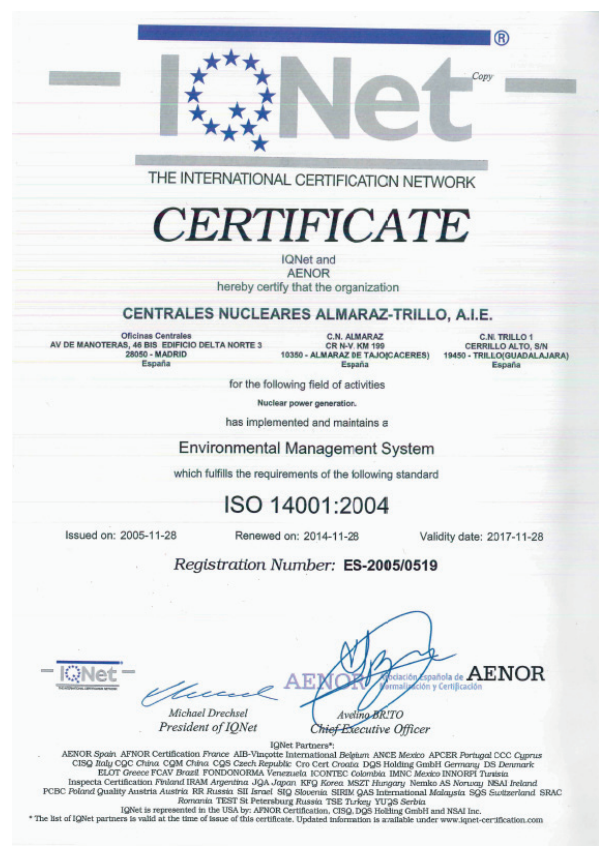 ®
IQNet
Copy
THE INTERNATIONAL CERTIFICATION NETWORK
CERTIFICATE
IQNet and
AENOR
hereby certify that the organization
CENTRALES NUCLEARES ALMARAZ-TRILLO, A.I.E.
Oficinas Centrales
AV DE MANOTERAS, 46 BIS EDIFICIO DELTA NORTE 3
28050 - MADRID
España
C.N. ALMARAZ
CR N-V. KM 199
10350 - ALMARAZ DE TAJO(CACERES)
España
C.N. TRILLO 1
CERRILLO ALTO, S/N
19450 - TRILLO(GUADALAJARA)
España
for the following field of activities
Nuclear power generation.
has implemented and maintains a
Environmental Management System
which fulfills the requirements of the following standard
ISO 14001:2004
Issued on: 2005-11-28 Renewed on: 2014-11-28 Validity date: 2017-11-28
Registration Number: ES-2005/0519
IQNet
THE INTERNATIONAL CERTIFICATION NETWORK
Michael Drechsel
President of IQNet
AENOR Asociación Española de Normalización y Certificación
AENOR
Avelino BRITO
Chief Executive Officer
IQNet Partners*:
AENOR Spain AFNOR Certification France AIB-Vinçotte International Belgium ANCE Mexico APCER Portugal CCC Cyprus
CISQ Italy CQC China CQM China CQS Czech Republic Cro Cert Croatia DQS Holding GmbH Germany DS Denmark
ELOT Greece FCAV Brazil FONDONORMA Venezuela ICONTEC Colombia IMNC Mexico INNORPI Tunisia
Inspecta Certification Finland IRAM Argentina JQA Japan KFQ Korea MSZT Hungary Nemko AS Norway NSAI Ireland
PCBC Poland Quality Austria Austria RR Russia SII Israel SIQ Slovenia SIRIM QAS International Malaysia SQS Switzerland SRAC
Romania TEST St Petersburg Russia TSE Turkey YUQS Serbia
IQNet is represented in the USA by: AFNOR Certification, CISQ, DQS Holding GmbH and NSAI Inc.
* The list of IQNet partners is valid at the time of issue of this certificate. Updated information is available under www.iqnet-certification.com